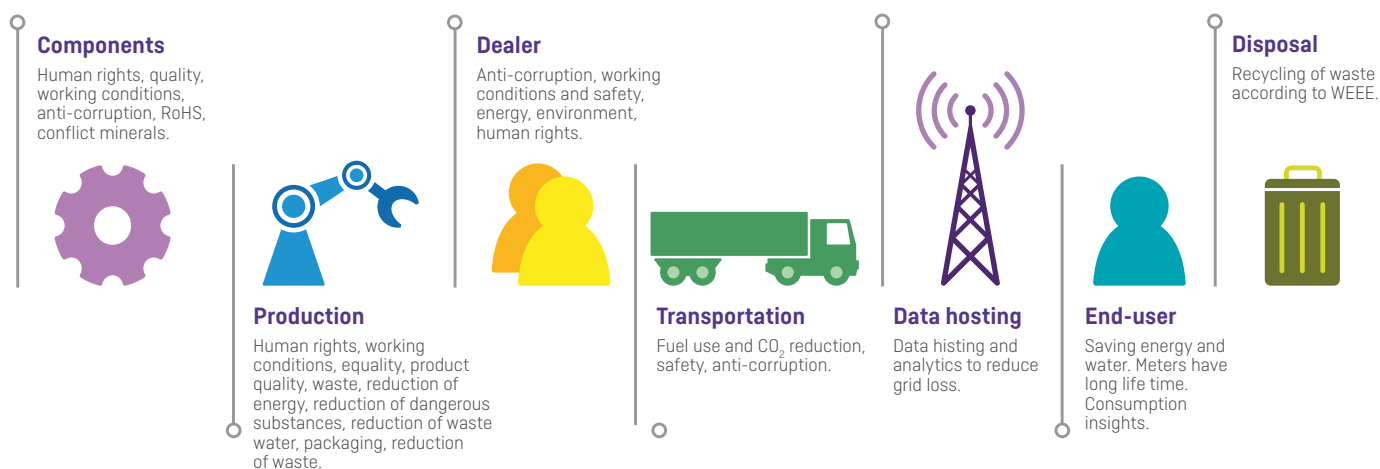 Components
Human rights, quality,
working conditions,
anti-corruption, RoHS,
conflict minerals.
Production
Human rights, working
conditions, equality, product
quality, waste, reduction of
energy, reduction of dangerous
substances, reduction of waste
water, packaging, reduction
of waste.
Dealer
Anti-corruption, working
conditions and safety,
energy, environment,
human rights.
Transportation
Fuel use and CO₂ reduction,
safety, anti-corruption.
Data hosting
Data histing and
analytics to reduce
grid loss.
End-user
Saving energy and
water. Meters have
long life time.
Consumption
insights.
Disposal
Recycling of waste
according to WEEE.